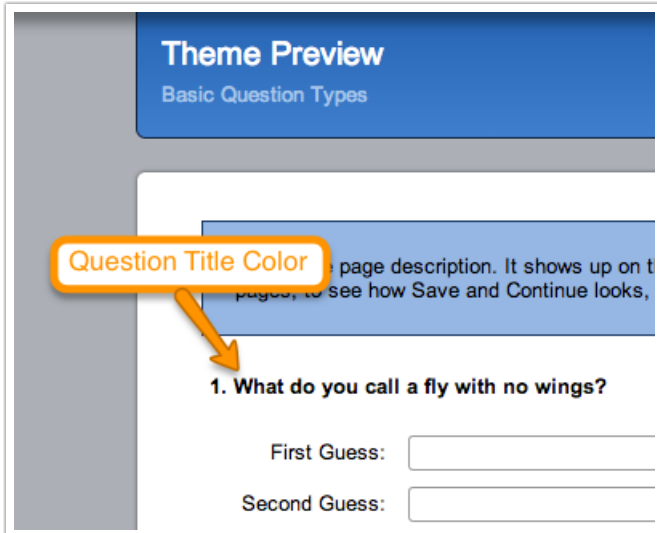 Theme Preview
Basic Question Types
Question Title Color
page description. It shows up on
pages, to see how Save and Continue looks,
1. What do you call a fly with no wings?
First Guess:
Second Guess: